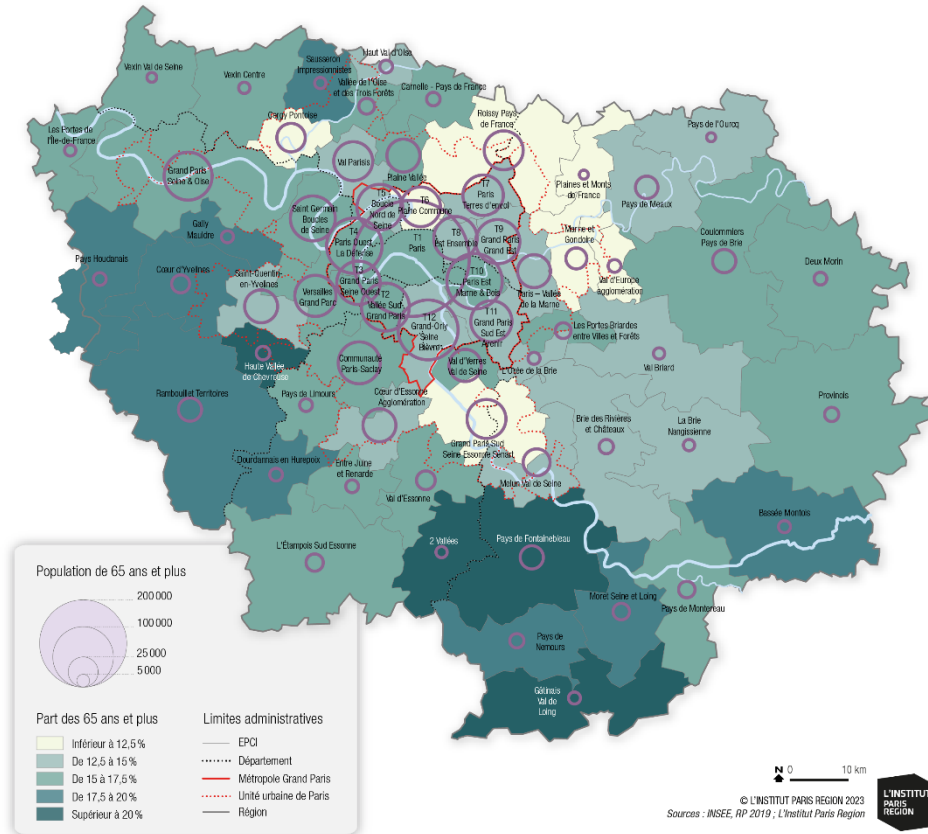 Haut Val d'Oise
Vexin Val de Seine
Vexin Centre
Sausseron
Impressionnistes
Vallée de l'Oise
et des Trois Forêts
Carnelle - Pays de France
Cergy Pontoise
Roissy Pays
de France
Les Portes de
l'Île-de-France
Pays de l'Ourcq
Grand Paris
Seine & Oise
Val Parisis
Plaine Vallée
Plaines et Monts
de France
Pays de Meaux
T5
Boucle
Nord de
Seine
T6
Plaine Commune
T7
Paris
Terres d'envol
Saint Germain
Boucles
de Seine
T4
Paris Ouest
La Défense
T1
Paris
T8
Est Ensemble
T9
Grand Paris
Grand Est
Marne et
Gondoire
Coulommiers
Pays de Brie
Gally
Mauldre
Pays Houdanais
Cœur d'Yvelines
Saint-Quentin
en-Yvelines
Versailles
Grand Parc
T3
Grand Paris
Seine Ouest
T2
Vallée Sud
Grand Paris
T10
Paris Est
Marne & Bois
Paris – Vallée
de la Marne
Val d'Europe
agglomération
Deux Morin
T12
Grand-Orly
Seine
Bièvre
T11
Grand Paris
Sud Est
Avenir
Les Portes Briardes
entre Villes et Forêts
Haute Vallée
de Chevreuse
Communauté
Paris-Saclay
Val d'Yerres
Val de Seine
L'Orée de la Brie
Val Briard
Rambouillet Territoires
Pays de Limours
Cœur d'Essonne
Agglomération
Provinois
Grand Paris Sud
Seine Essonne Sénart
Brie des Rivières
et Châteaux
La Brie
Nangissienne
Dourdannais en Hurepoix
Entre Juine
et Renarde
Val d'Essonne
Melun Val de Seine
Bassée Montois
L'Étampois Sud Essonne
2 Vallées
Pays de Fontainebleau
Moret Seine et Loing
Pays de Montereau
Pays de
Nemours
Gâtinais
Val de
Loing
Population de 65 ans et plus
200 000
100 000
25 000
5 000
Part des 65 ans et plus
Inférieur à 12,5 %
De 12,5 à 15 %
De 15 à 17,5 %
De 17,5 à 20 %
Supérieur à 20 %
Limites administratives
EPCI
Département
Métropole Grand Paris
Unité urbaine de Paris
Région
N 0 10 km
© L'INSTITUT PARIS REGION 2023
Sources : INSEE, RP 2019 ; L'Institut Paris Region
L'INSTITUT
PARIS
REGION